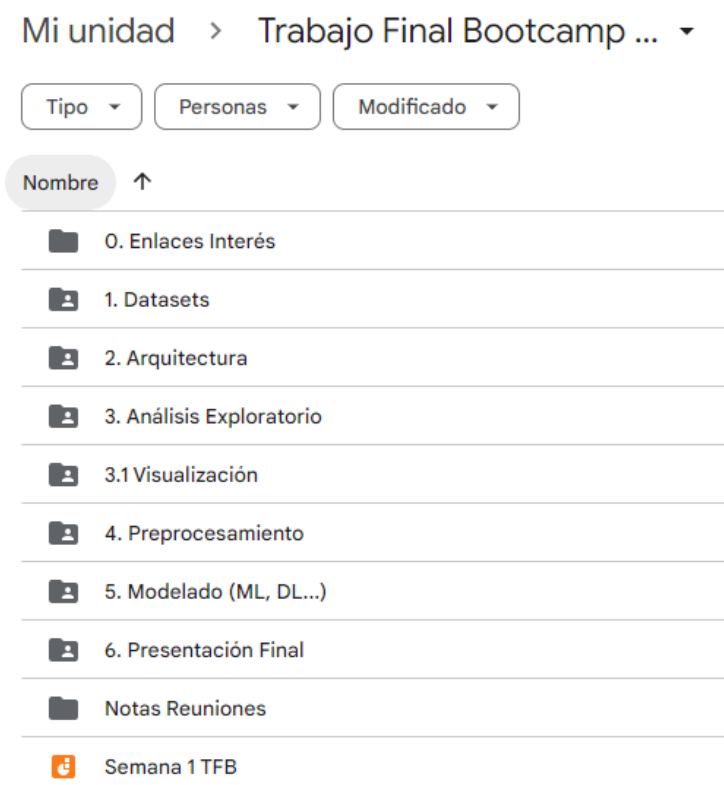 Mi unidad > Trabajo Final Bootcamp ...
Tipo Personas Modificado
Nombre
0. Enlaces Interés
1. Datasets
2. Arquitectura
3. Análisis Exploratorio
3.1 Visualización
4. Preprocesamiento
5. Modelado (ML, DL...)
6. Presentación Final
Notas Reuniones
Semana 1 TFB